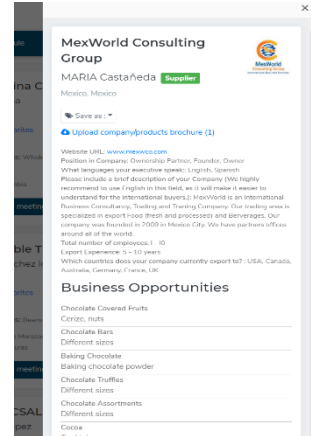 ×
MexWorld Consulting
Group
MexWorld
MARIA Castañeda Supplier
Mexico, Mexico
Save as :
Upload company/products brochure (1)
Website URL: www.mexwco.com
Position in Company: Ownership Partner, Founder, Owner
What languages your executive speak: English, Spanish
Please include a brief description of your Company (We highly
recommend to use English in this field, as it will make it easier to
understand for the international buyers.): MexWorld is an International
Business Consultancy, Trading and Training Company. Our trading area is
specialized in export Food (fresh and processed) and Berverages. Our
company was founded in 2009 in Mexico City. We have partners offices
around all of the world.
Total number of employees: 1 - 10
Export Experience: 5 - 10 years
Which countries does your company currently export to? : USA, Canada,
Australia, Germany, France, UK
Business Opportunities
Chocolate Covered Fruits
Cerize, nuts
Chocolate Bars
Different sizes
Baking Chocolate
Baking chocolate powder
Chocolate Truffles
Different sizes
Chocolate Assortments
Different sizes
Cocoa